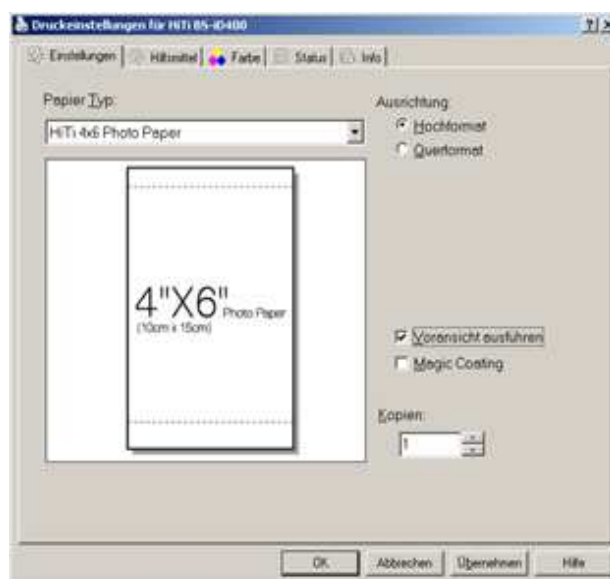 Druckeinstellungen für HiTi BS-iD400
Einstellungen Hilfsmittel Farbe Status Info
Papier Typ:
HiTi 4x6 Photo Paper
Ausrichtung:
Hochformat
Querformat
4"X6" Photo Paper
(10cm x 15cm)
Voransicht ausführen
Magic Coating
Kopien:
1
OK Abbrechen Übernehmen Hilfe